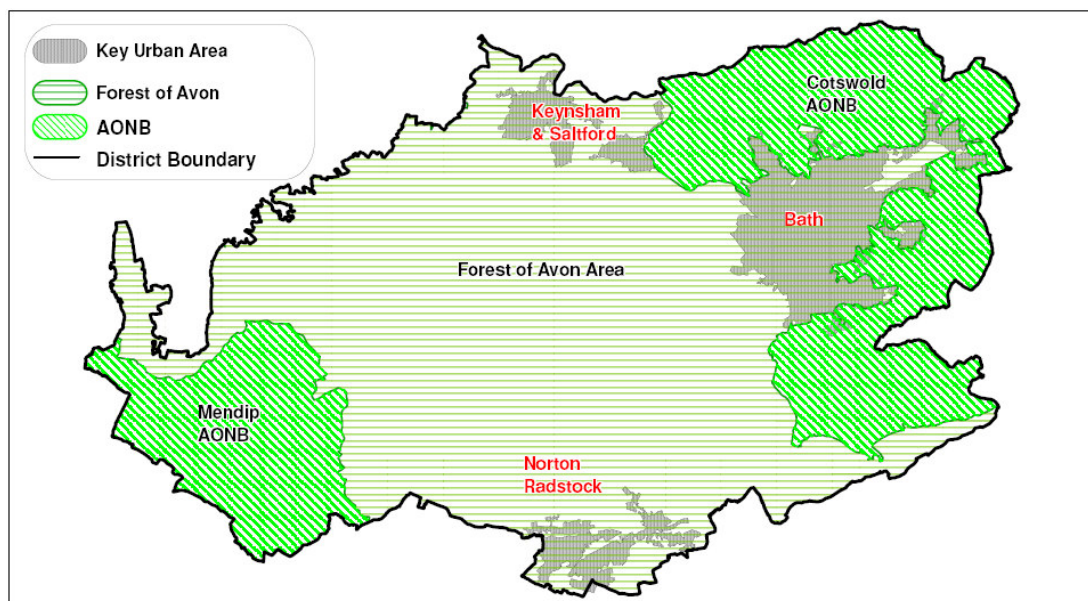 Key Urban Area
Forest of Avon
AONB
District Boundary
Cotswold
AONB
Keynsham
& Saltford
Bath
Forest of Avon Area
Mendip
AONB
Norton
Radstock